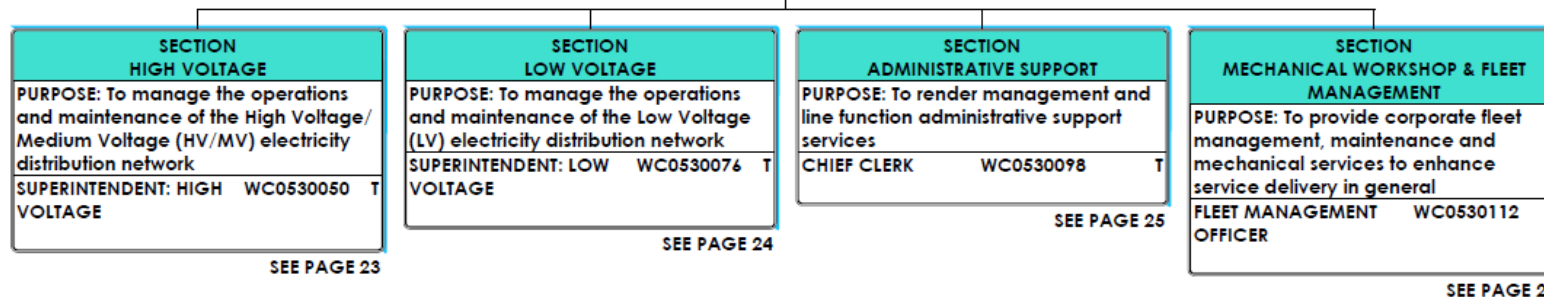 SECTION
HIGH VOLTAGE
PURPOSE: To manage the operations
and maintenance of the High Voltage/
Medium Voltage (HV/MV) electricity
distribution network
SUPERINTENDENT: HIGH WC0530050 T
VOLTAGE
SEE PAGE 23
SECTION
LOW VOLTAGE
PURPOSE: To manage the operations
and maintenance of the Low Voltage
(LV) electricity distribution network
SUPERINTENDENT: LOW WC0530076 T
VOLTAGE
SEE PAGE 24
SECTION
ADMINISTRATIVE SUPPORT
PURPOSE: To render management and
line function administrative support
services
CHIEF CLERK WC0530098 T
SEE PAGE 25
SECTION
MECHANICAL WORKSHOP & FLEET
MANAGEMENT
PURPOSE: To provide corporate fleet
management, maintenance and
mechanical services to enhance
service delivery in general
FLEET MANAGEMENT WC0530112
OFFICER
SEE PAGE